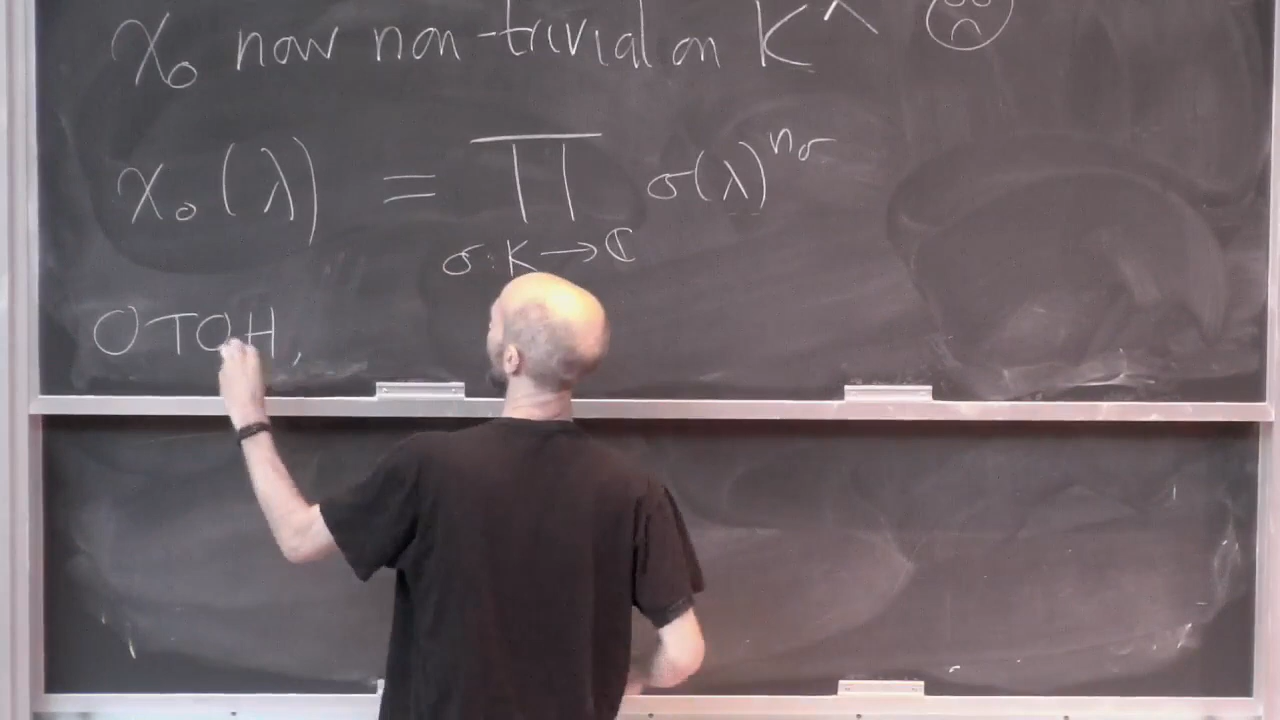 χ₀ now non-trivial on K^×
χ₀(λ) = ∏ σ(λ)^{n_σ}
σ: K → ℂ
OTOH,